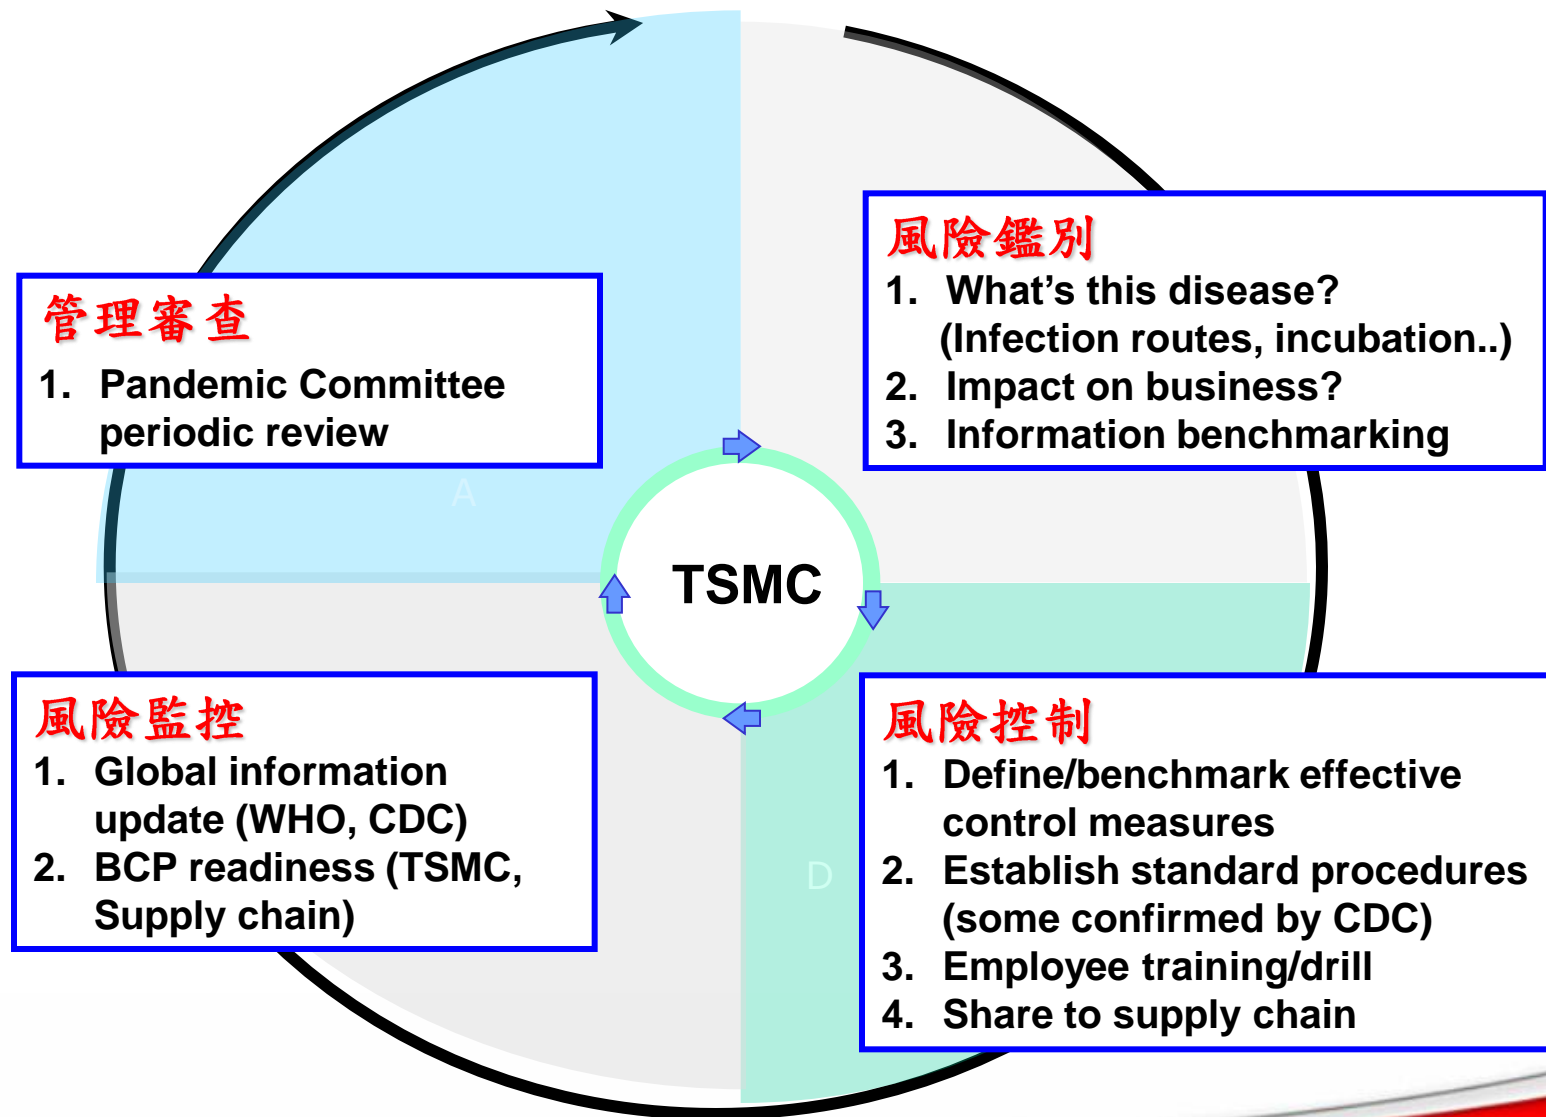 風險鑑別
1. What’s this disease?
(Infection routes, incubation..)
2. Impact on business?
3. Information benchmarking
風險控制
1. Define/benchmark effective
control measures
2. Establish standard procedures
(some confirmed by CDC)
3. Employee training/drill
4. Share to supply chain
風險監控
1. Global information
update (WHO, CDC)
2. BCP readiness (TSMC,
Supply chain)
管理審查
1. Pandemic Committee
periodic review
TSMC
A
D